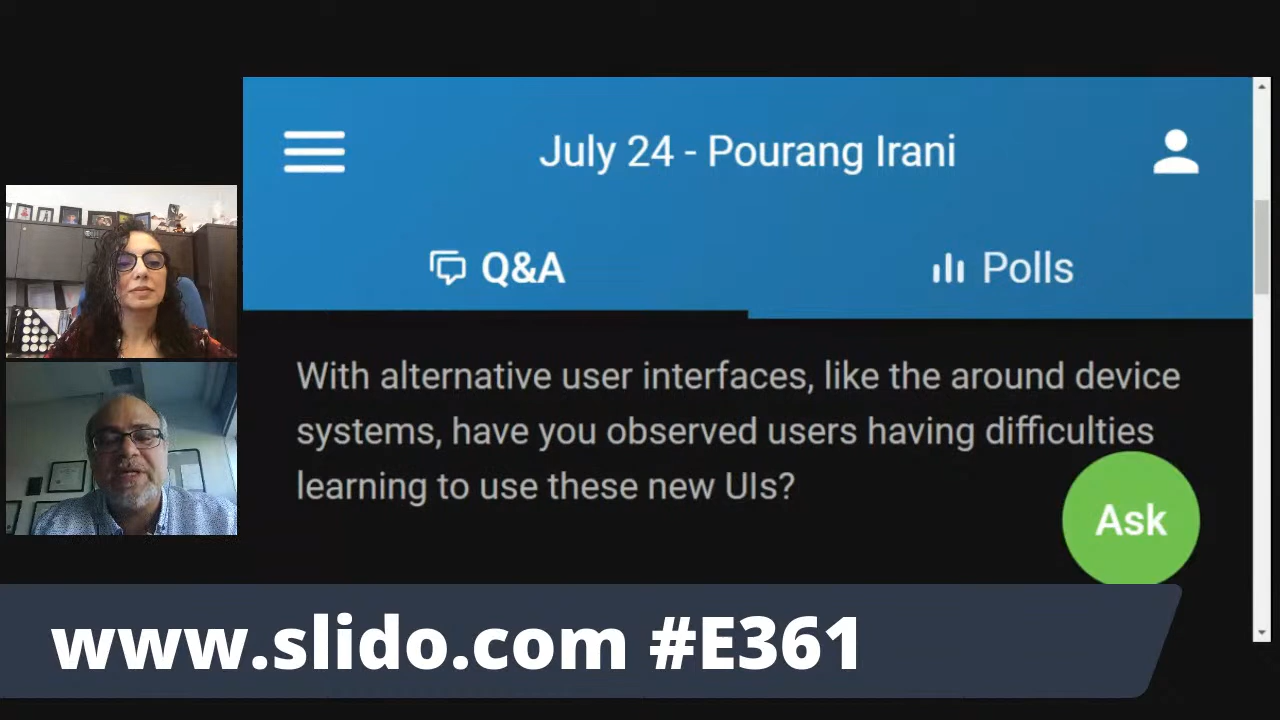 July 24 - Pourang Irani
Q&A
Polls
With alternative user interfaces, like the around device
systems, have you observed users having difficulties
learning to use these new UIs?
Ask
www.slido.com #E361